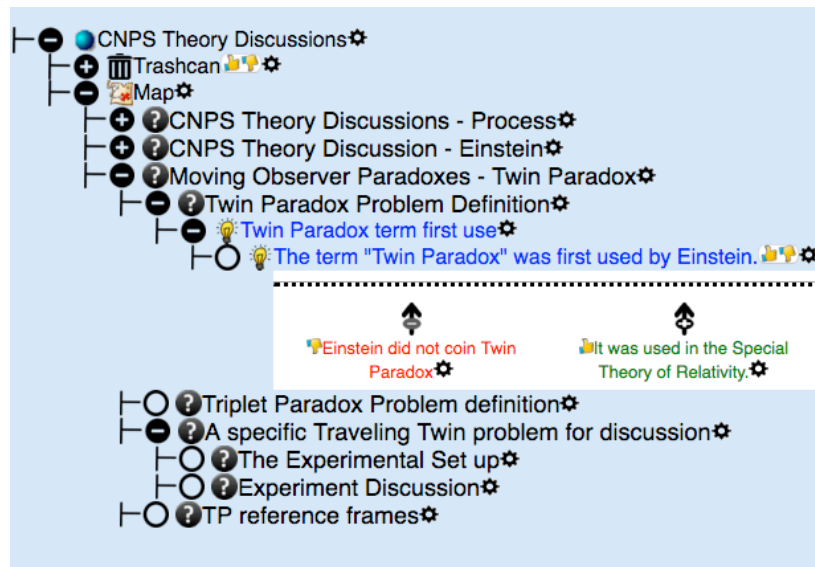 CNPS Theory Discussions
Trashcan
Map
CNPS Theory Discussions - Process
CNPS Theory Discussion - Einstein
Moving Observer Paradoxes - Twin Paradox
Twin Paradox Problem Definition
Twin Paradox term first use
The term "Twin Paradox" was first used by Einstein.
Einstein did not coin Twin
Paradox
It was used in the Special
Theory of Relativity.
Triplet Paradox Problem definition
A specific Traveling Twin problem for discussion
The Experimental Set up
Experiment Discussion
TP reference frames